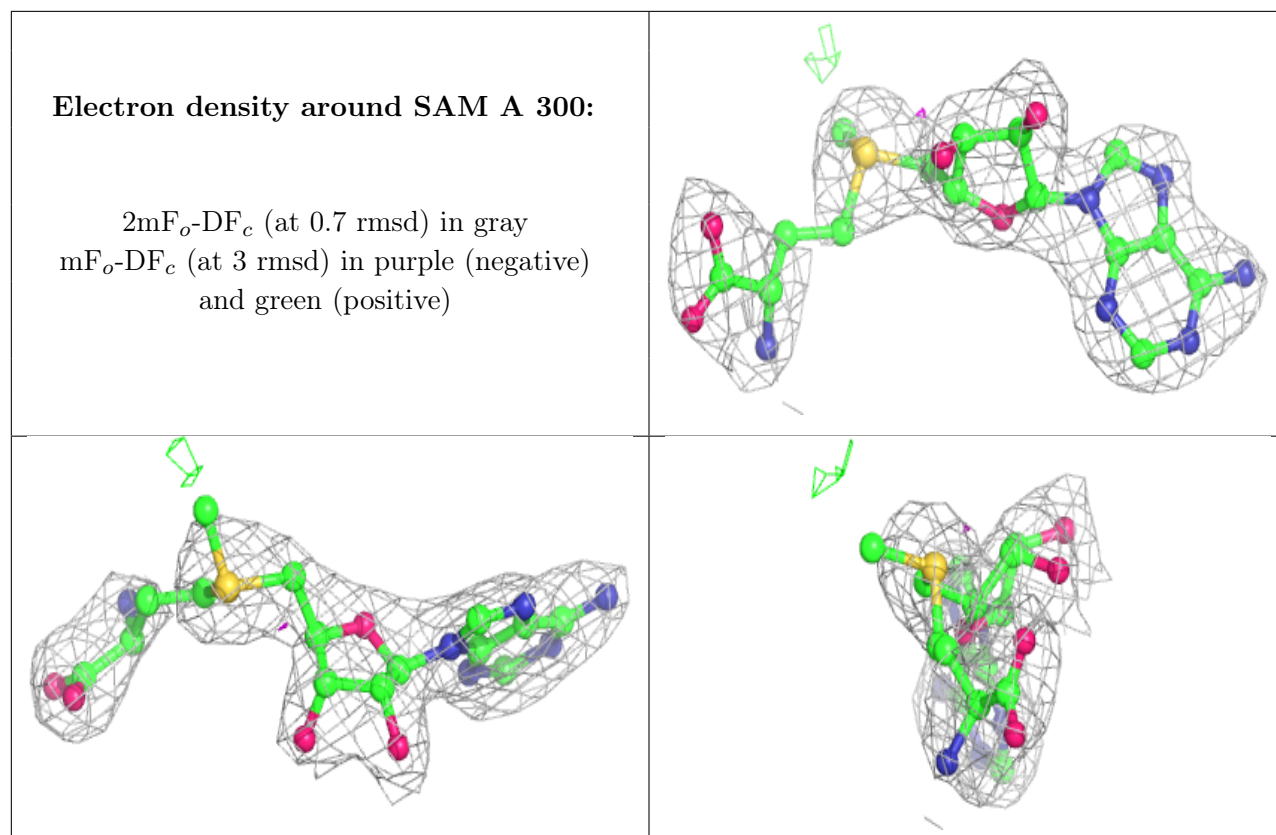 Electron density around SAM A 300:
2mFₒ-DF𝒸 (at 0.7 rmsd) in gray
mFₒ-DF𝒸 (at 3 rmsd) in purple (negative)
and green (positive)